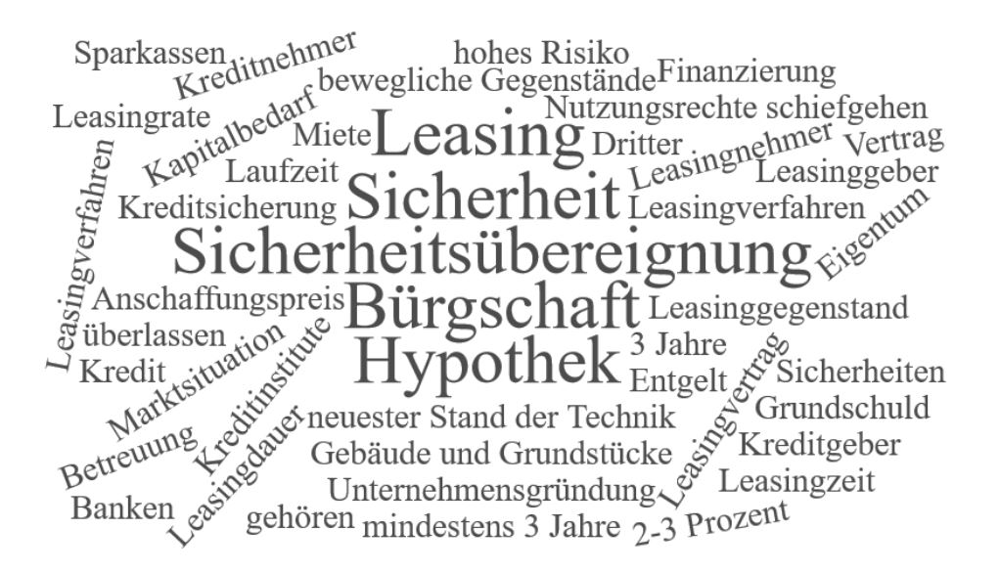 Sparkassen
Kreditnehmer
hohes Risiko
bewegliche Gegenstände
Finanzierung
Leasingrate
Kapitalbedarf
Miete
Leasing
Nutzungsrechte schiefgehen
Dritter
Leasingnehmer
Vertrag
Laufzeit
Leasinggeber
Leasingverfahren
Kreditsicherung
Sicherheit
Leasingverfahren
Eigentum
Sicherheitsübereignung
Anschaffungspreis
Bürgschaft
Leasinggegenstand
überlassen
Kredit
Marktsituation
Kreditinstitute
Hypothek
3 Jahre
Entgelt
Leasingvertrag
Sicherheiten
Grundschuld
neuester Stand der Technik
Betreuung
Leasingdauer
Gebäude und Grundstücke
Kreditgeber
Unternehmensgründung
Leasingzeit
Banken
gehören
mindestens 3 Jahre
2-3 Prozent